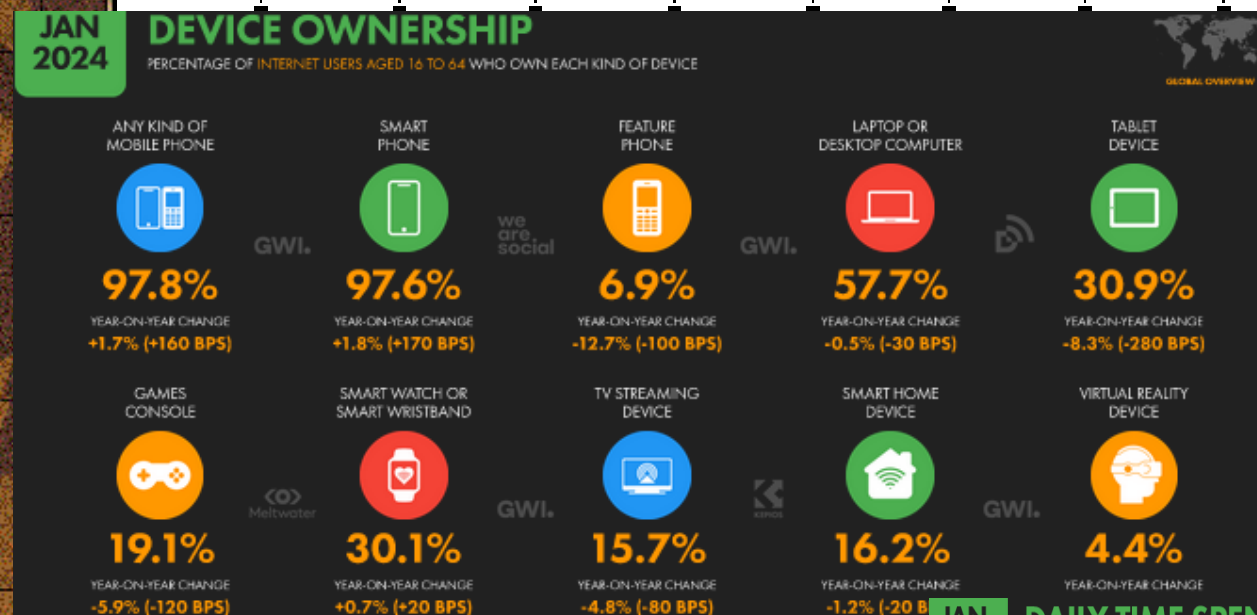 JAN
2024
DEVICE OWNERSHIP
PERCENTAGE OF INTERNET USERS AGED 16 TO 64 WHO OWN EACH KIND OF DEVICE
GLOBAL OVERVIEW
ANY KIND OF
MOBILE PHONE
97.8%
YEAR-ON-YEAR CHANGE
+1.7% (+160 BPS)
SMART
PHONE
97.6%
YEAR-ON-YEAR CHANGE
+1.8% (+170 BPS)
FEATURE
PHONE
6.9%
YEAR-ON-YEAR CHANGE
-12.7% (-100 BPS)
LAPTOP OR
DESKTOP COMPUTER
57.7%
YEAR-ON-YEAR CHANGE
-0.5% (-30 BPS)
TABLET
DEVICE
30.9%
YEAR-ON-YEAR CHANGE
-8.3% (-280 BPS)
GWI.
we
are
social
GWI.
GAMES
CONSOLE
19.1%
YEAR-ON-YEAR CHANGE
-5.9% (-120 BPS)
SMART WATCH OR
SMART WRISTBAND
30.1%
YEAR-ON-YEAR CHANGE
+0.7% (+20 BPS)
TV STREAMING
DEVICE
15.7%
YEAR-ON-YEAR CHANGE
-4.8% (-80 BPS)
SMART HOME
DEVICE
16.2%
YEAR-ON-YEAR CHANGE
-1.2% (-20 B
VIRTUAL REALITY
DEVICE
4.4%
YEAR-ON-YEAR CHANGE
Meltwater
GWI.
KEPIOS
GWI.
JAN
DAILY TIME SPEN